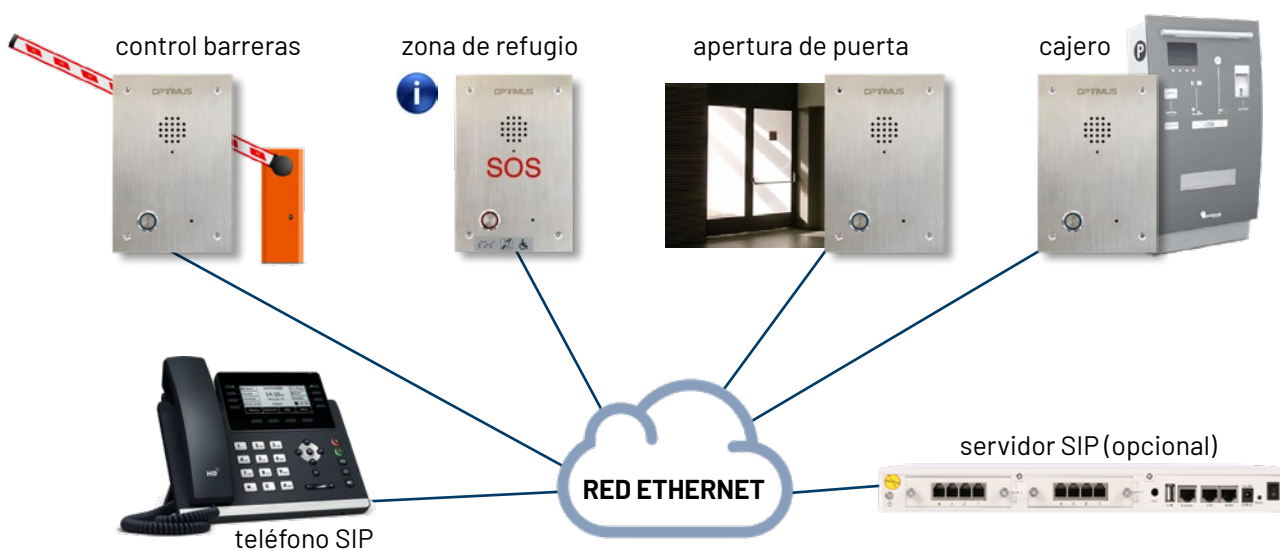 control barreras
zona de refugio
apertura de puerta
cajero
OPTIMUS
OPTIMUS
SOS
OPTIMUS
OPTIMUS
P
i
RED ETHERNET
servidor SIP (opcional)
HD
teléfono SIP